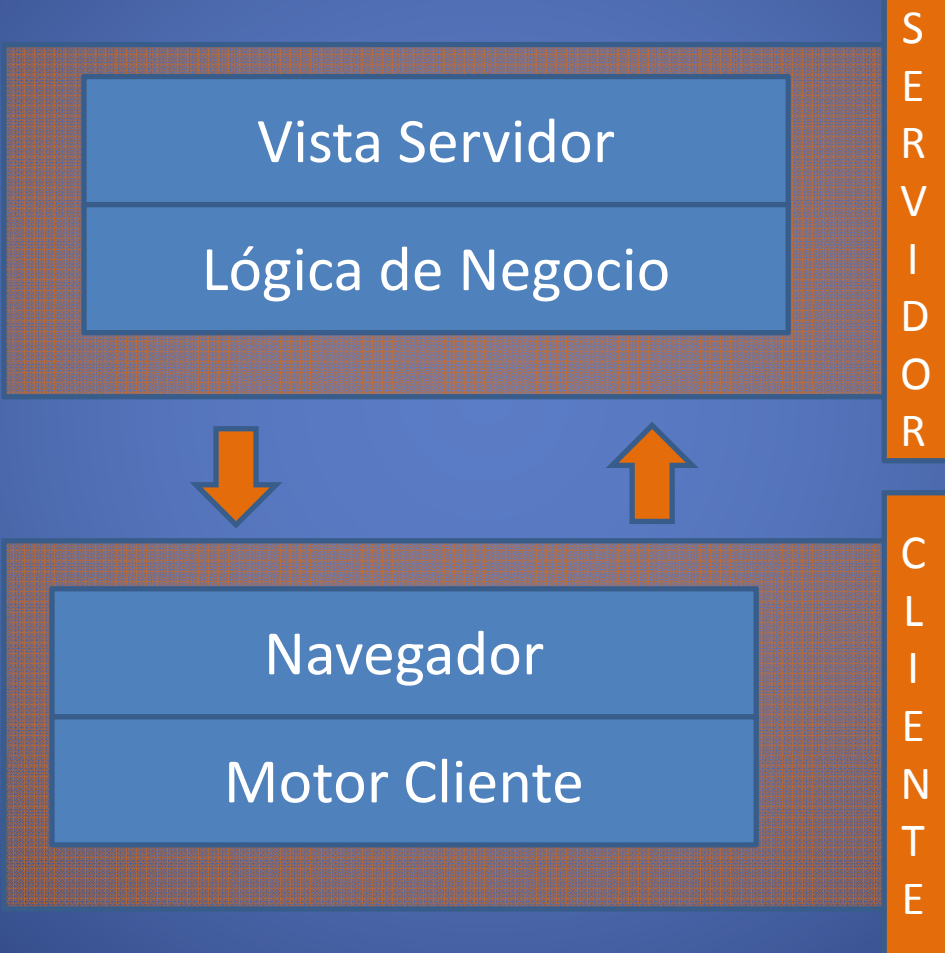 Vista Servidor
Lógica de Negocio
SERVIDOR
Navegador
Motor Cliente
CLIENTE